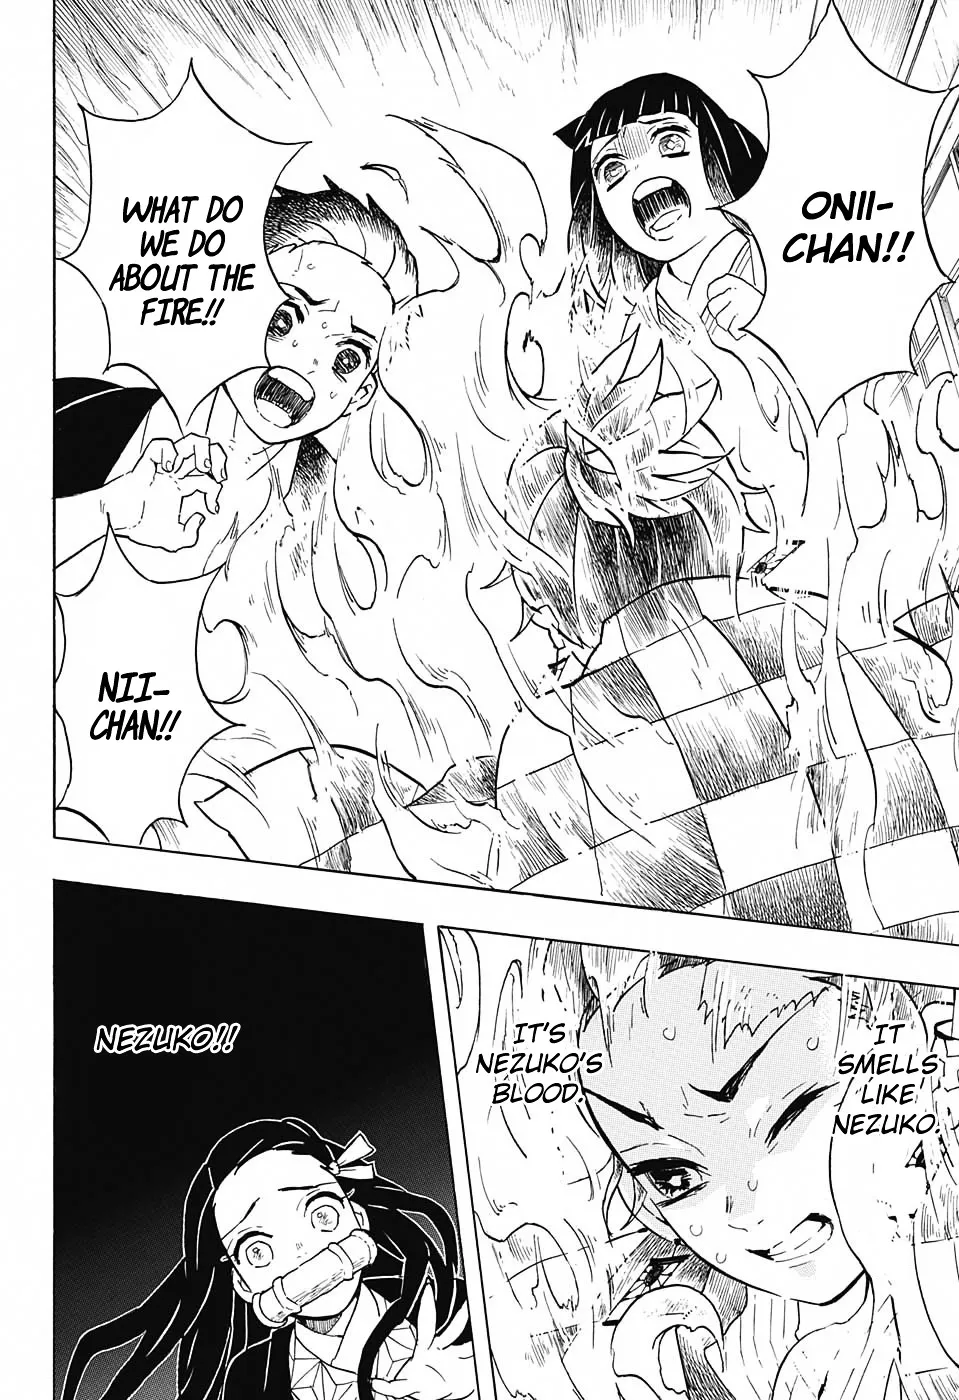 ONII-
CHAN!!
WHAT DO
WE DO
ABOUT THE
FIRE!!
NII-
CHAN!!
IT
SMELLS
LIKE
NEZUKO.
IT'S
NEZUKO'S
BLOOD.
NEZUKO!!